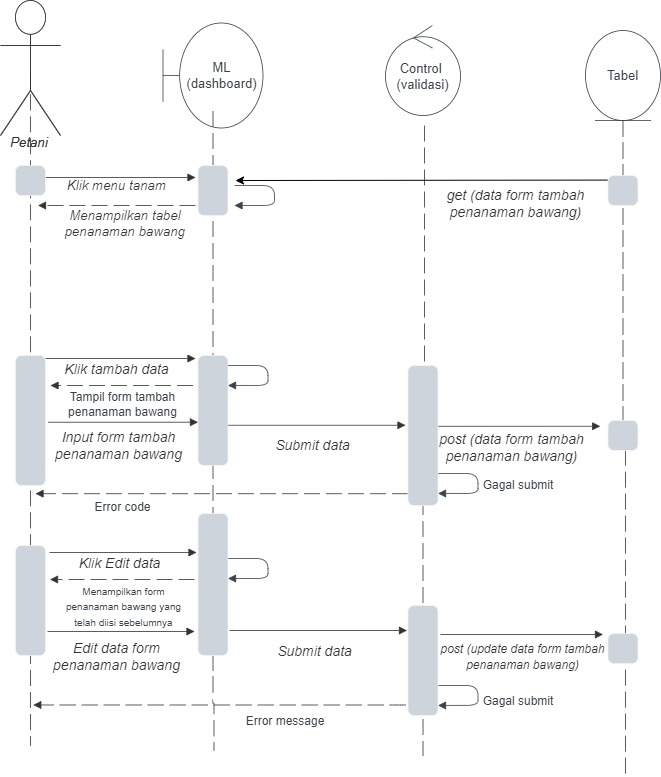 Petani
ML
(dashboard)
Control
(validasi)
Tabel
Klik menu tanam
Menampilkan tabel
penanaman bawang
get (data form tambah
penanaman bawang)
Klik tambah data
Tampil form tambah
penanaman bawang
Input form tambah
penanaman bawang
Submit data
post (data form tambah
penanaman bawang)
Gagal submit
Error code
Klik Edit data
Menampilkan form
penanaman bawang yang
telah diisi sebelumnya
Edit data form
penanaman bawang
Submit data
post (update data form tambah
penanaman bawang)
Gagal submit
Error message